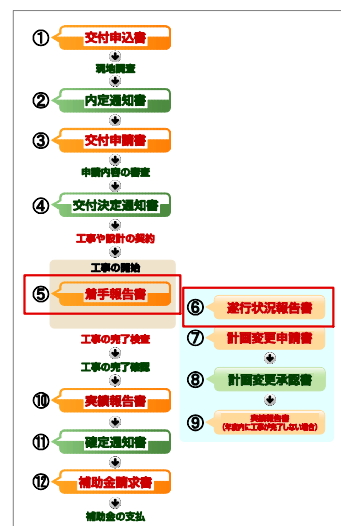 ① 交付申込書
現地調査
② 内定通知書
③ 交付申請書
申請内容の審査
④ 交付決定通知書
工事や設計の契約
工事の開始
⑤ 着手報告書
⑥ 遂行状況報告書
工事の完了検査
⑦ 計画変更申請書
工事の完了確認
⑧ 計画変更承認書
⑩ 実績報告書
⑨ 実績報告書
(年度内に工事が完了しない場合)
⑪ 確定通知書
⑫ 補助金請求書
補助金の支払